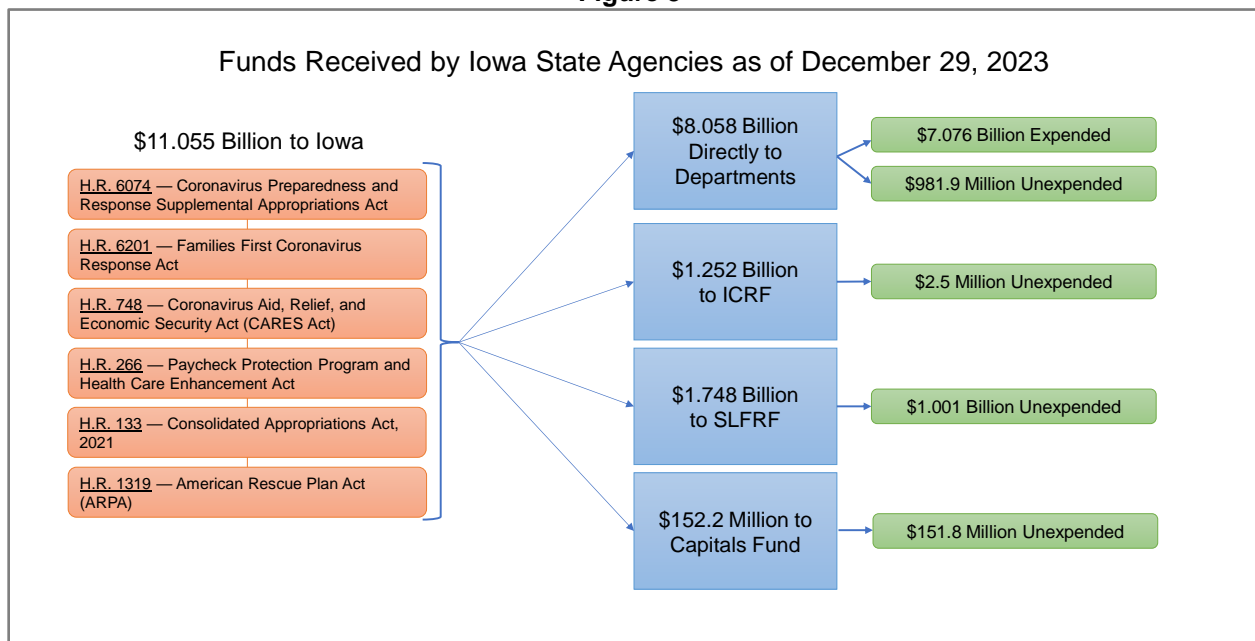 Funds Received by Iowa State Agencies as of December 29, 2023
$11.055 Billion to Iowa
H.R. 6074 — Coronavirus Preparedness and
Response Supplemental Appropriations Act
H.R. 6201 — Families First Coronavirus
Response Act
H.R. 748 — Coronavirus Aid, Relief, and
Economic Security Act (CARES Act)
H.R. 266 — Paycheck Protection Program and
Health Care Enhancement Act
H.R. 133 — Consolidated Appropriations Act,
2021
H.R. 1319 — American Rescue Plan Act
(ARPA)
$8.058 Billion
Directly to
Departments
$7.076 Billion Expended
$981.9 Million Unexpended
$1.252 Billion
to ICRF
$2.5 Million Unexpended
$1.748 Billion
to SLFRF
$1.001 Billion Unexpended
$152.2 Million to
Capitals Fund
$151.8 Million Unexpended